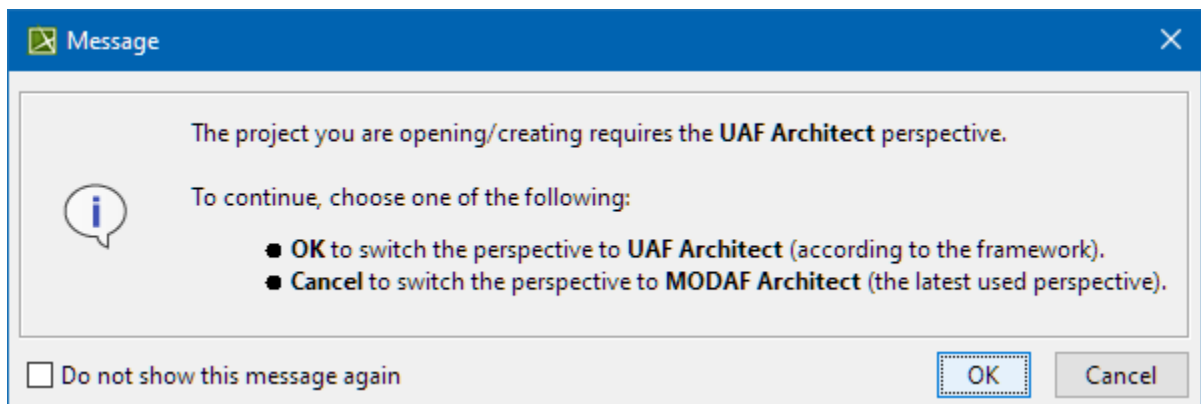 Message
The project you are opening/creating requires the UAF Architect perspective.
To continue, choose one of the following:
● OK to switch the perspective to UAF Architect (according to the framework).
● Cancel to switch the perspective to MODAF Architect (the latest used perspective).
Do not show this message again
OK
Cancel